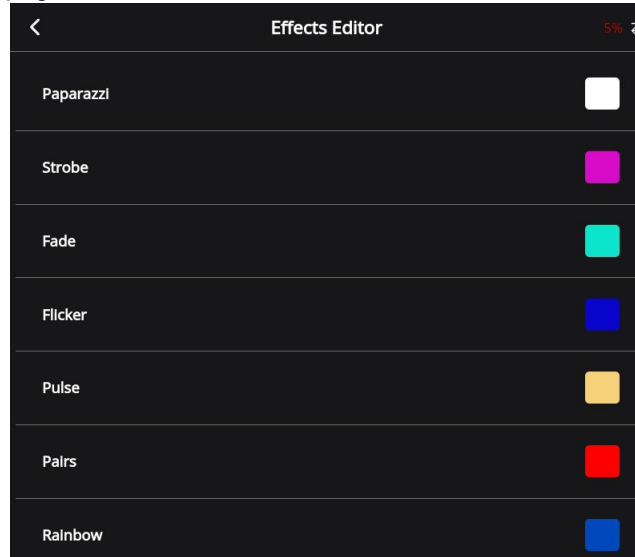 Effects Editor
5%
Paparazzi
Strobe
Fade
Flicker
Pulse
Pairs
Rainbow